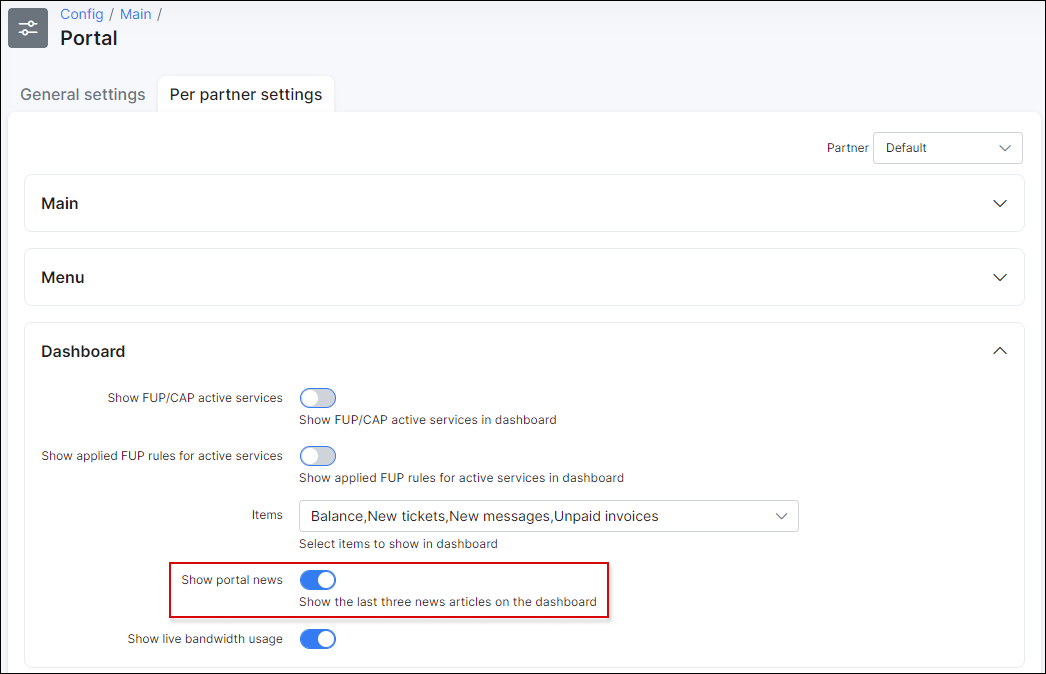 Config / Main /
Portal
General settings
Per partner settings
Partner Default
Main
Menu
Dashboard
Show FUP/CAP active services
Show FUP/CAP active services in dashboard
Show applied FUP rules for active services
Show applied FUP rules for active services in dashboard
Items Balance,New tickets,New messages,Unpaid invoices
Select items to show in dashboard
Show portal news
Show the last three news articles on the dashboard
Show live bandwidth usage